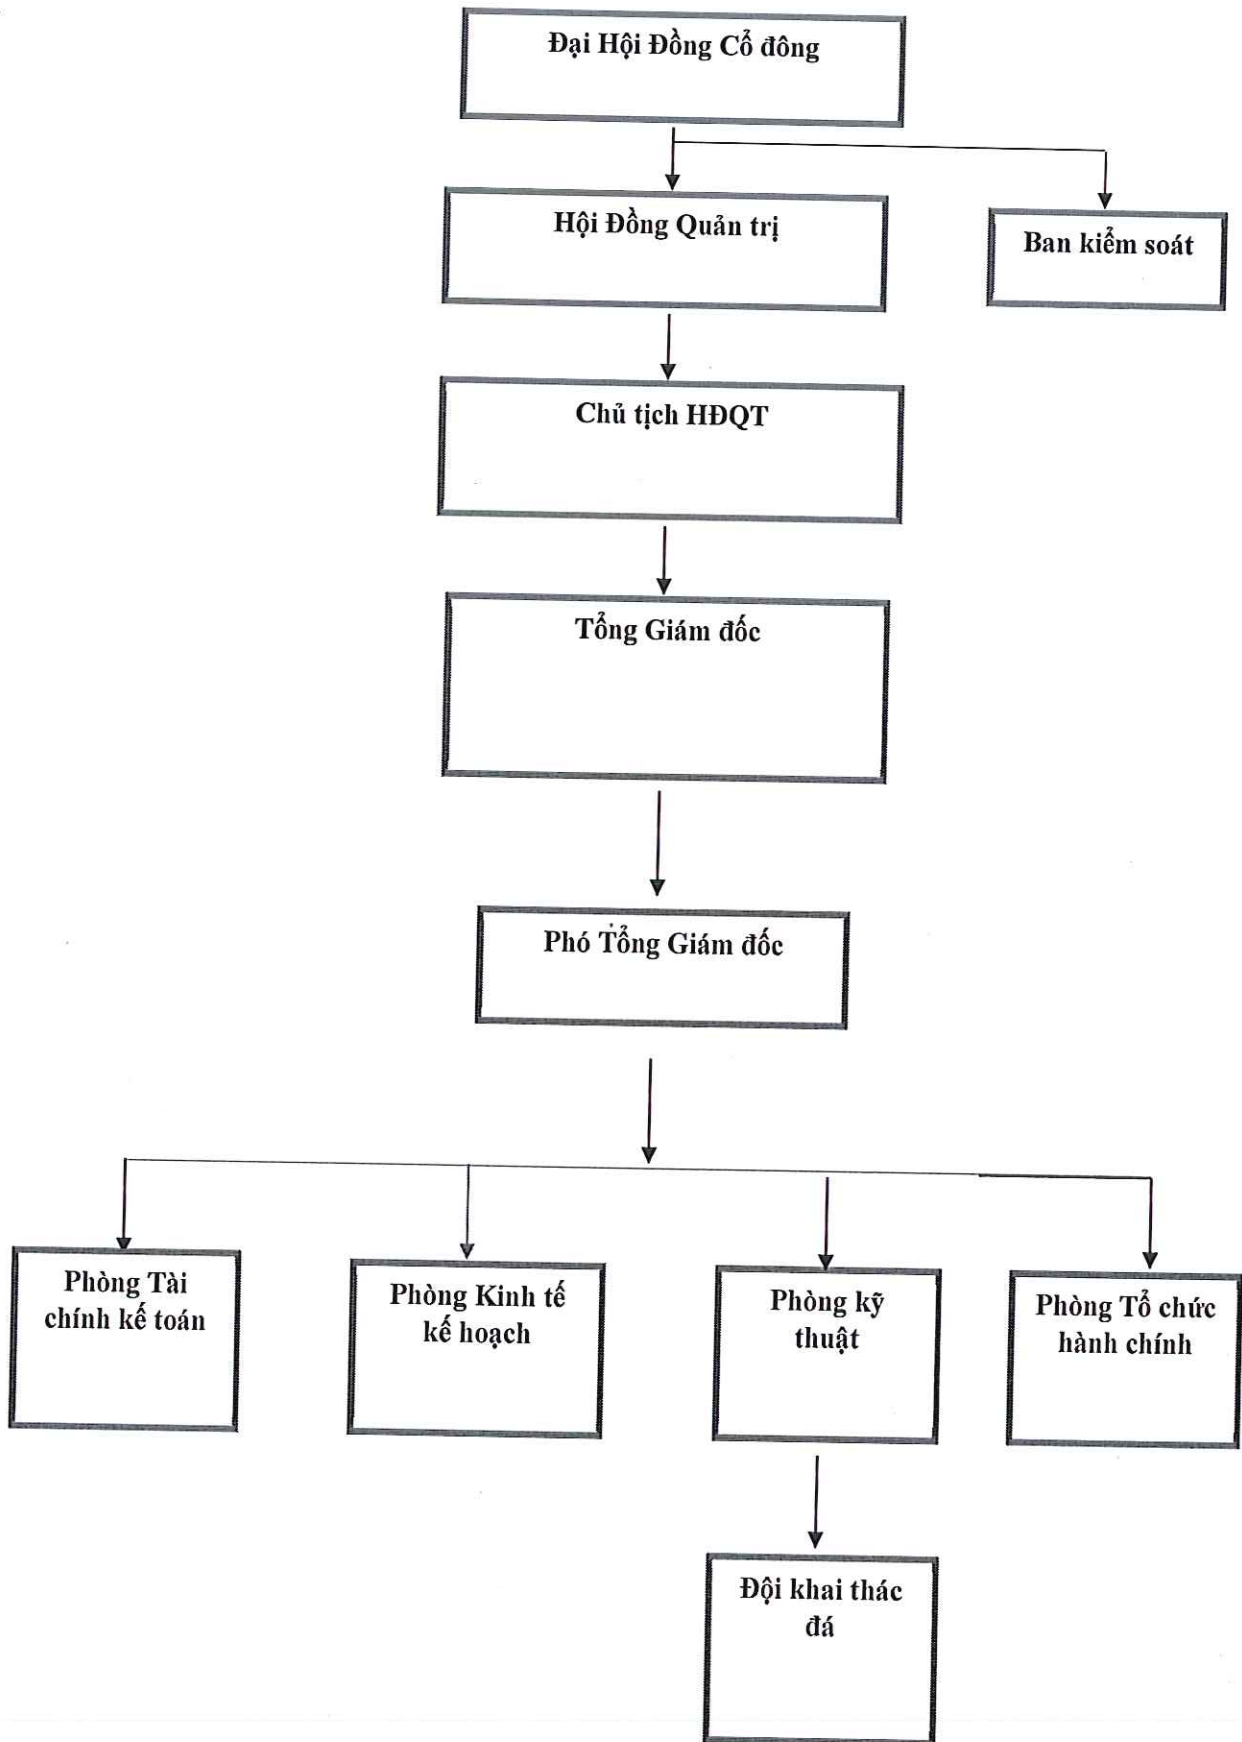 Đại Hội Đồng Cổ đông
Hội Đồng Quản trị
Ban kiểm soát
Chủ tịch HĐQT
Tổng Giám đốc
Phó Tổng Giám đốc
Phòng Tài
chính kế toán
Phòng Kinh tế
kế hoạch
Phòng kỹ
thuật
Phòng Tổ chức
hành chính
Đội khai thác
đá